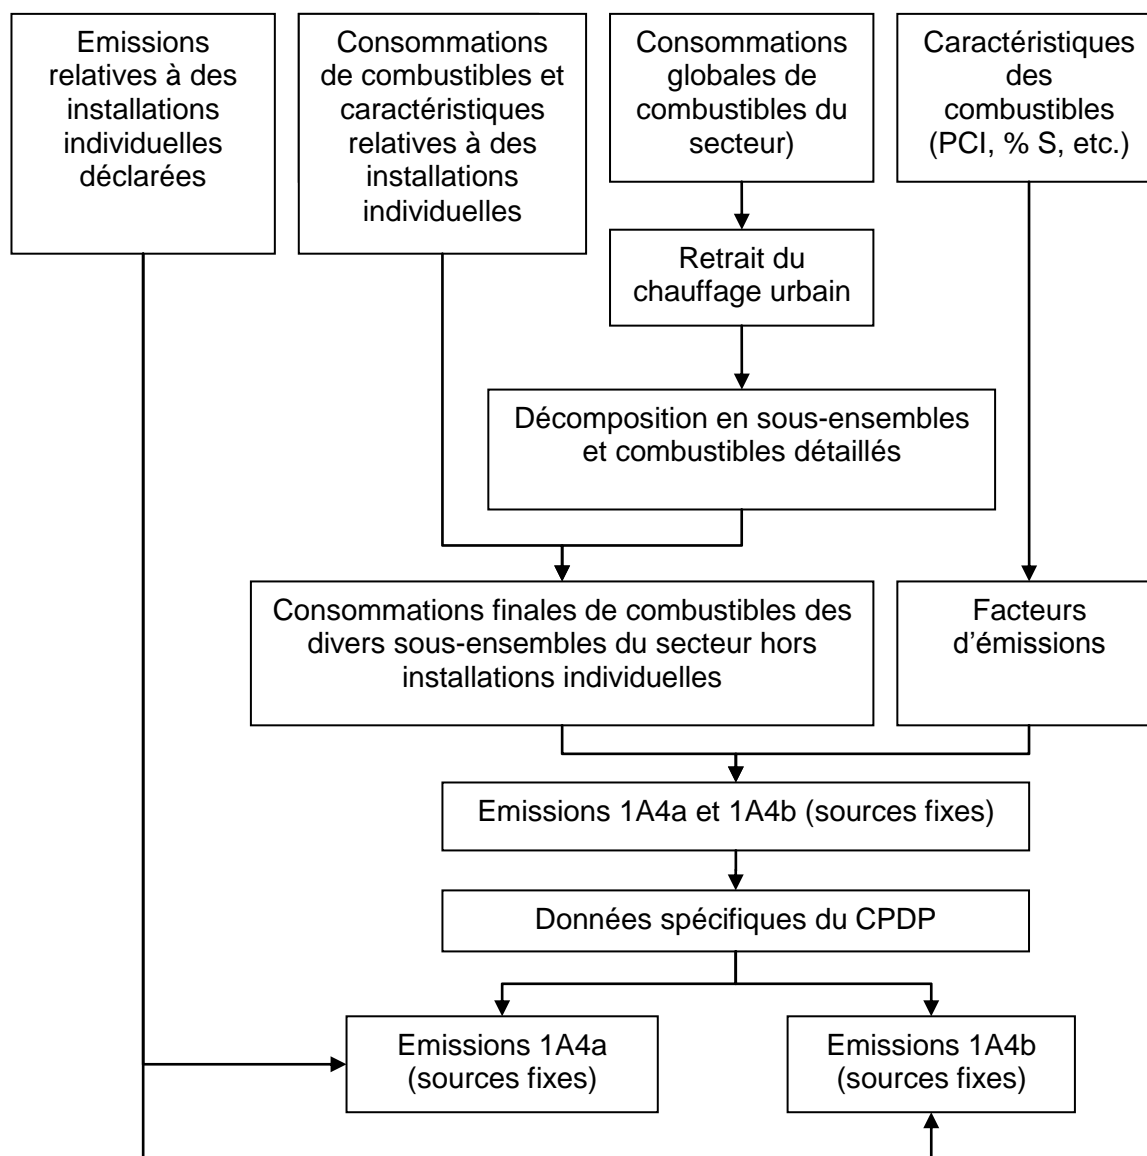 Emissions
relatives à des
installations
individuelles
déclarées
Consommations
de combustibles et
caractéristiques
relatives à des
installations
individuelles
Consommations
globales de
combustibles du
secteur)
Caractéristiques
des
combustibles
(PCI, % S, etc.)
Retrait du
chauffage urbain
Décomposition en sous-ensembles
et combustibles détaillés
Consommations finales de combustibles des
divers sous-ensembles du secteur hors
installations individuelles
Facteurs
d’émissions
Emissions 1A4a et 1A4b (sources fixes)
Données spécifiques du CPDP
Emissions 1A4a
(sources fixes)
Emissions 1A4b
(sources fixes)